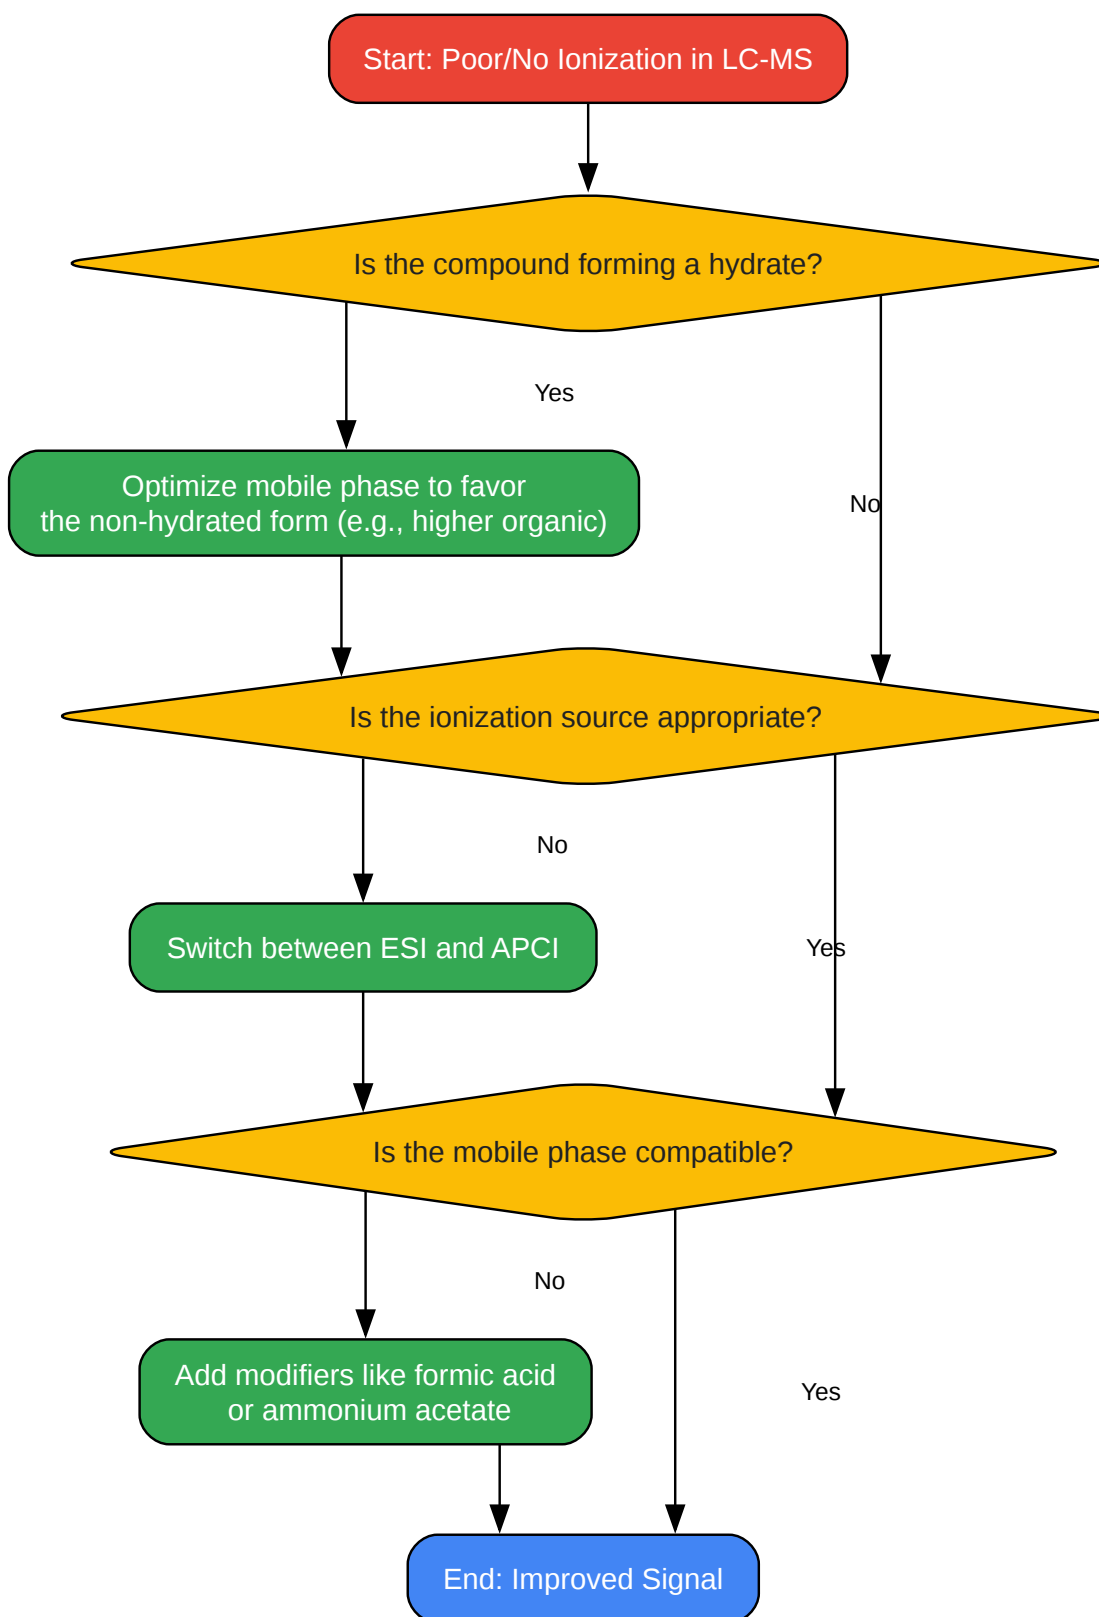 Start: Poor/No Ionization in LC-MS
Is the compound forming a hydrate?
Yes
Optimize mobile phase to favor
the non-hydrated form (e.g., higher organic)
No
Is the ionization source appropriate?
No
Switch between ESI and APCI
Yes
Is the mobile phase compatible?
No
Add modifiers like formic acid
or ammonium acetate
Yes
End: Improved Signal